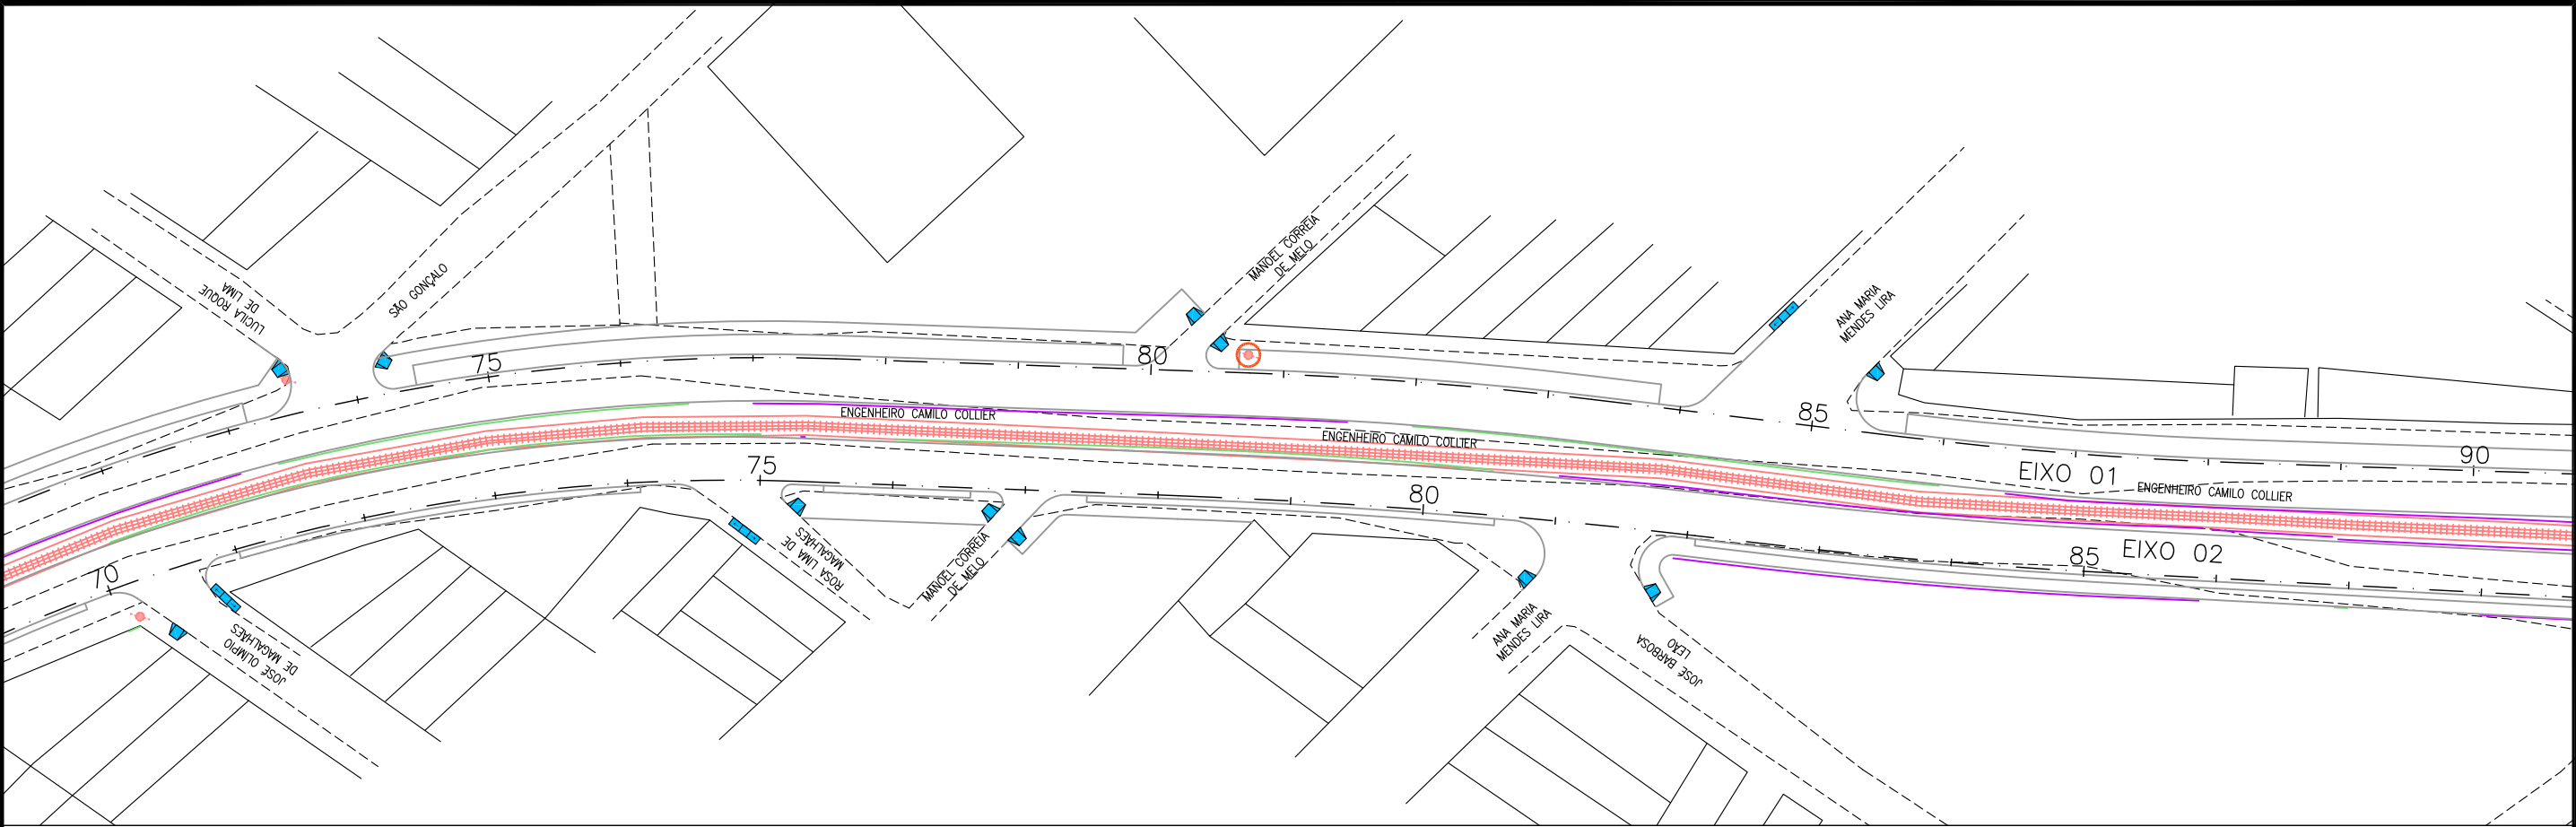 LUCILA ROQUE
DE LIMA
SÃO GONÇALO
75
MANOEL CORREIA
DE MELO
80
ENGENHEIRO CAMILO COLLIER
ENGENHEIRO CAMILO COLLIER
ANA MARIA
MENDES LIRA
85
EIXO 01
ENGENHEIRO CAMILO COLLIER
90
70
JOSÉ OLIMPIO
DE MAGALHÃES
75
ROSA LIMA DE
MAGALHÃES
MANOEL CORREIA
DE MELO
80
ANA MARIA
MENDES LIRA
JOSÉ BARBOSA
LEÃO
85
EIXO 02